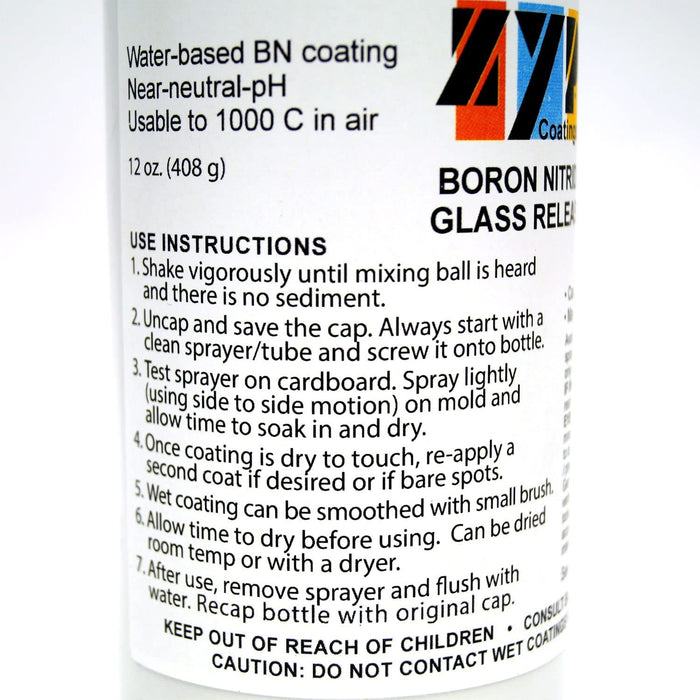 Water-based BN coating
Near-neutral-pH
Usable to 1000 C in air
12 oz. (408 g)
ZY
Coating
BORON
GLASS
USE INSTRUCTIONS
1. Shake vigorously until mixing ball is heard
and there is no sediment.
2. Uncap and save the cap. Always start with a
clean sprayer/tube and screw it onto bottle.
3. Test sprayer on cardboard. Spray lightly
(using side to side motion) on mold and
allow time to soak in and dry.
4. Once coating is dry to touch, re-apply a
second coat if desired or if bare spots.
5. Wet coating can be smoothed with small brush.
6. Allow time to dry before using. Can be dried
room temp or with a dryer.
7. After use, remove sprayer and flush with
water. Recap bottle with original cap.
KEEP OUT OF REACH OF CHILDREN • CONSULT
CAUTION: DO NOT CONTACT WET